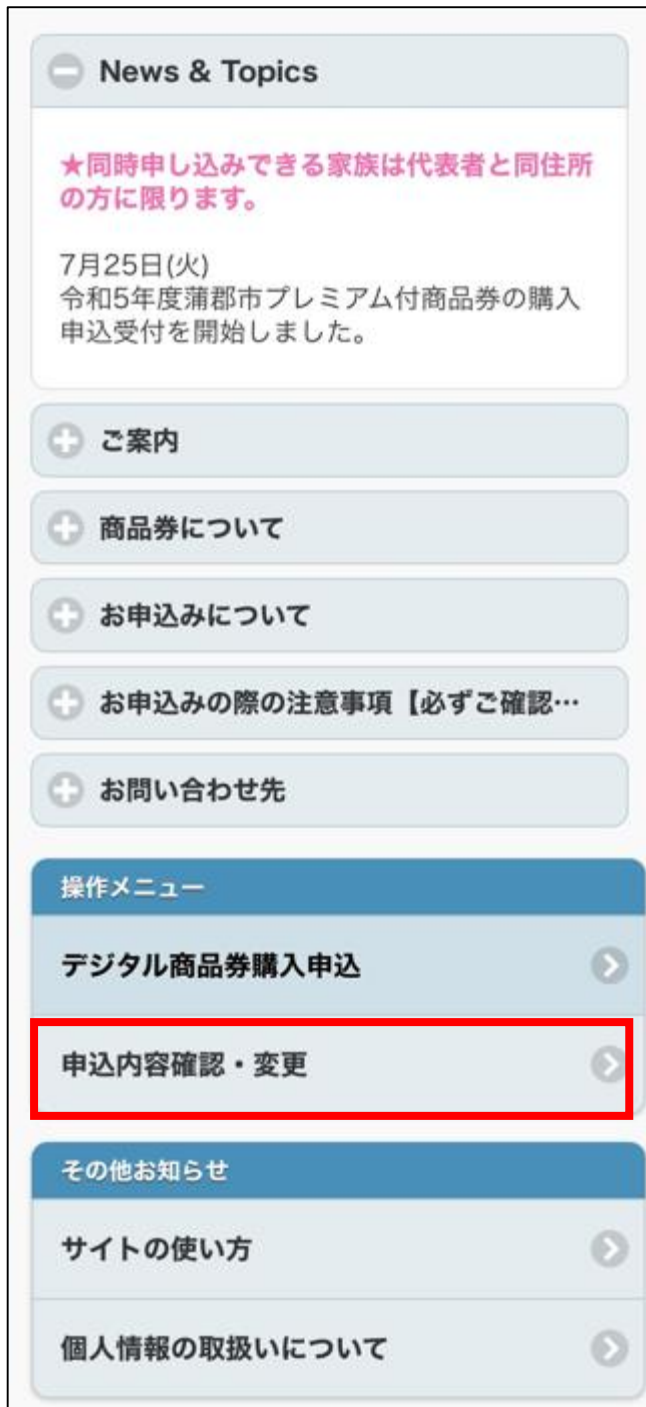 News & Topics
★同時申し込みできる家族は代表者と同住所
の方に限ります。
7月25日(火)
令和5年度蒲郡市プレミアム付商品券の購入
申込受付を開始しました。
ご案内
商品券について
お申込みについて
お申込みの際の注意事項【必ずご確認…
お問い合わせ先
操作メニュー
デジタル商品券購入申込
申込内容確認・変更
その他お知らせ
サイトの使い方
個人情報の取扱いについて